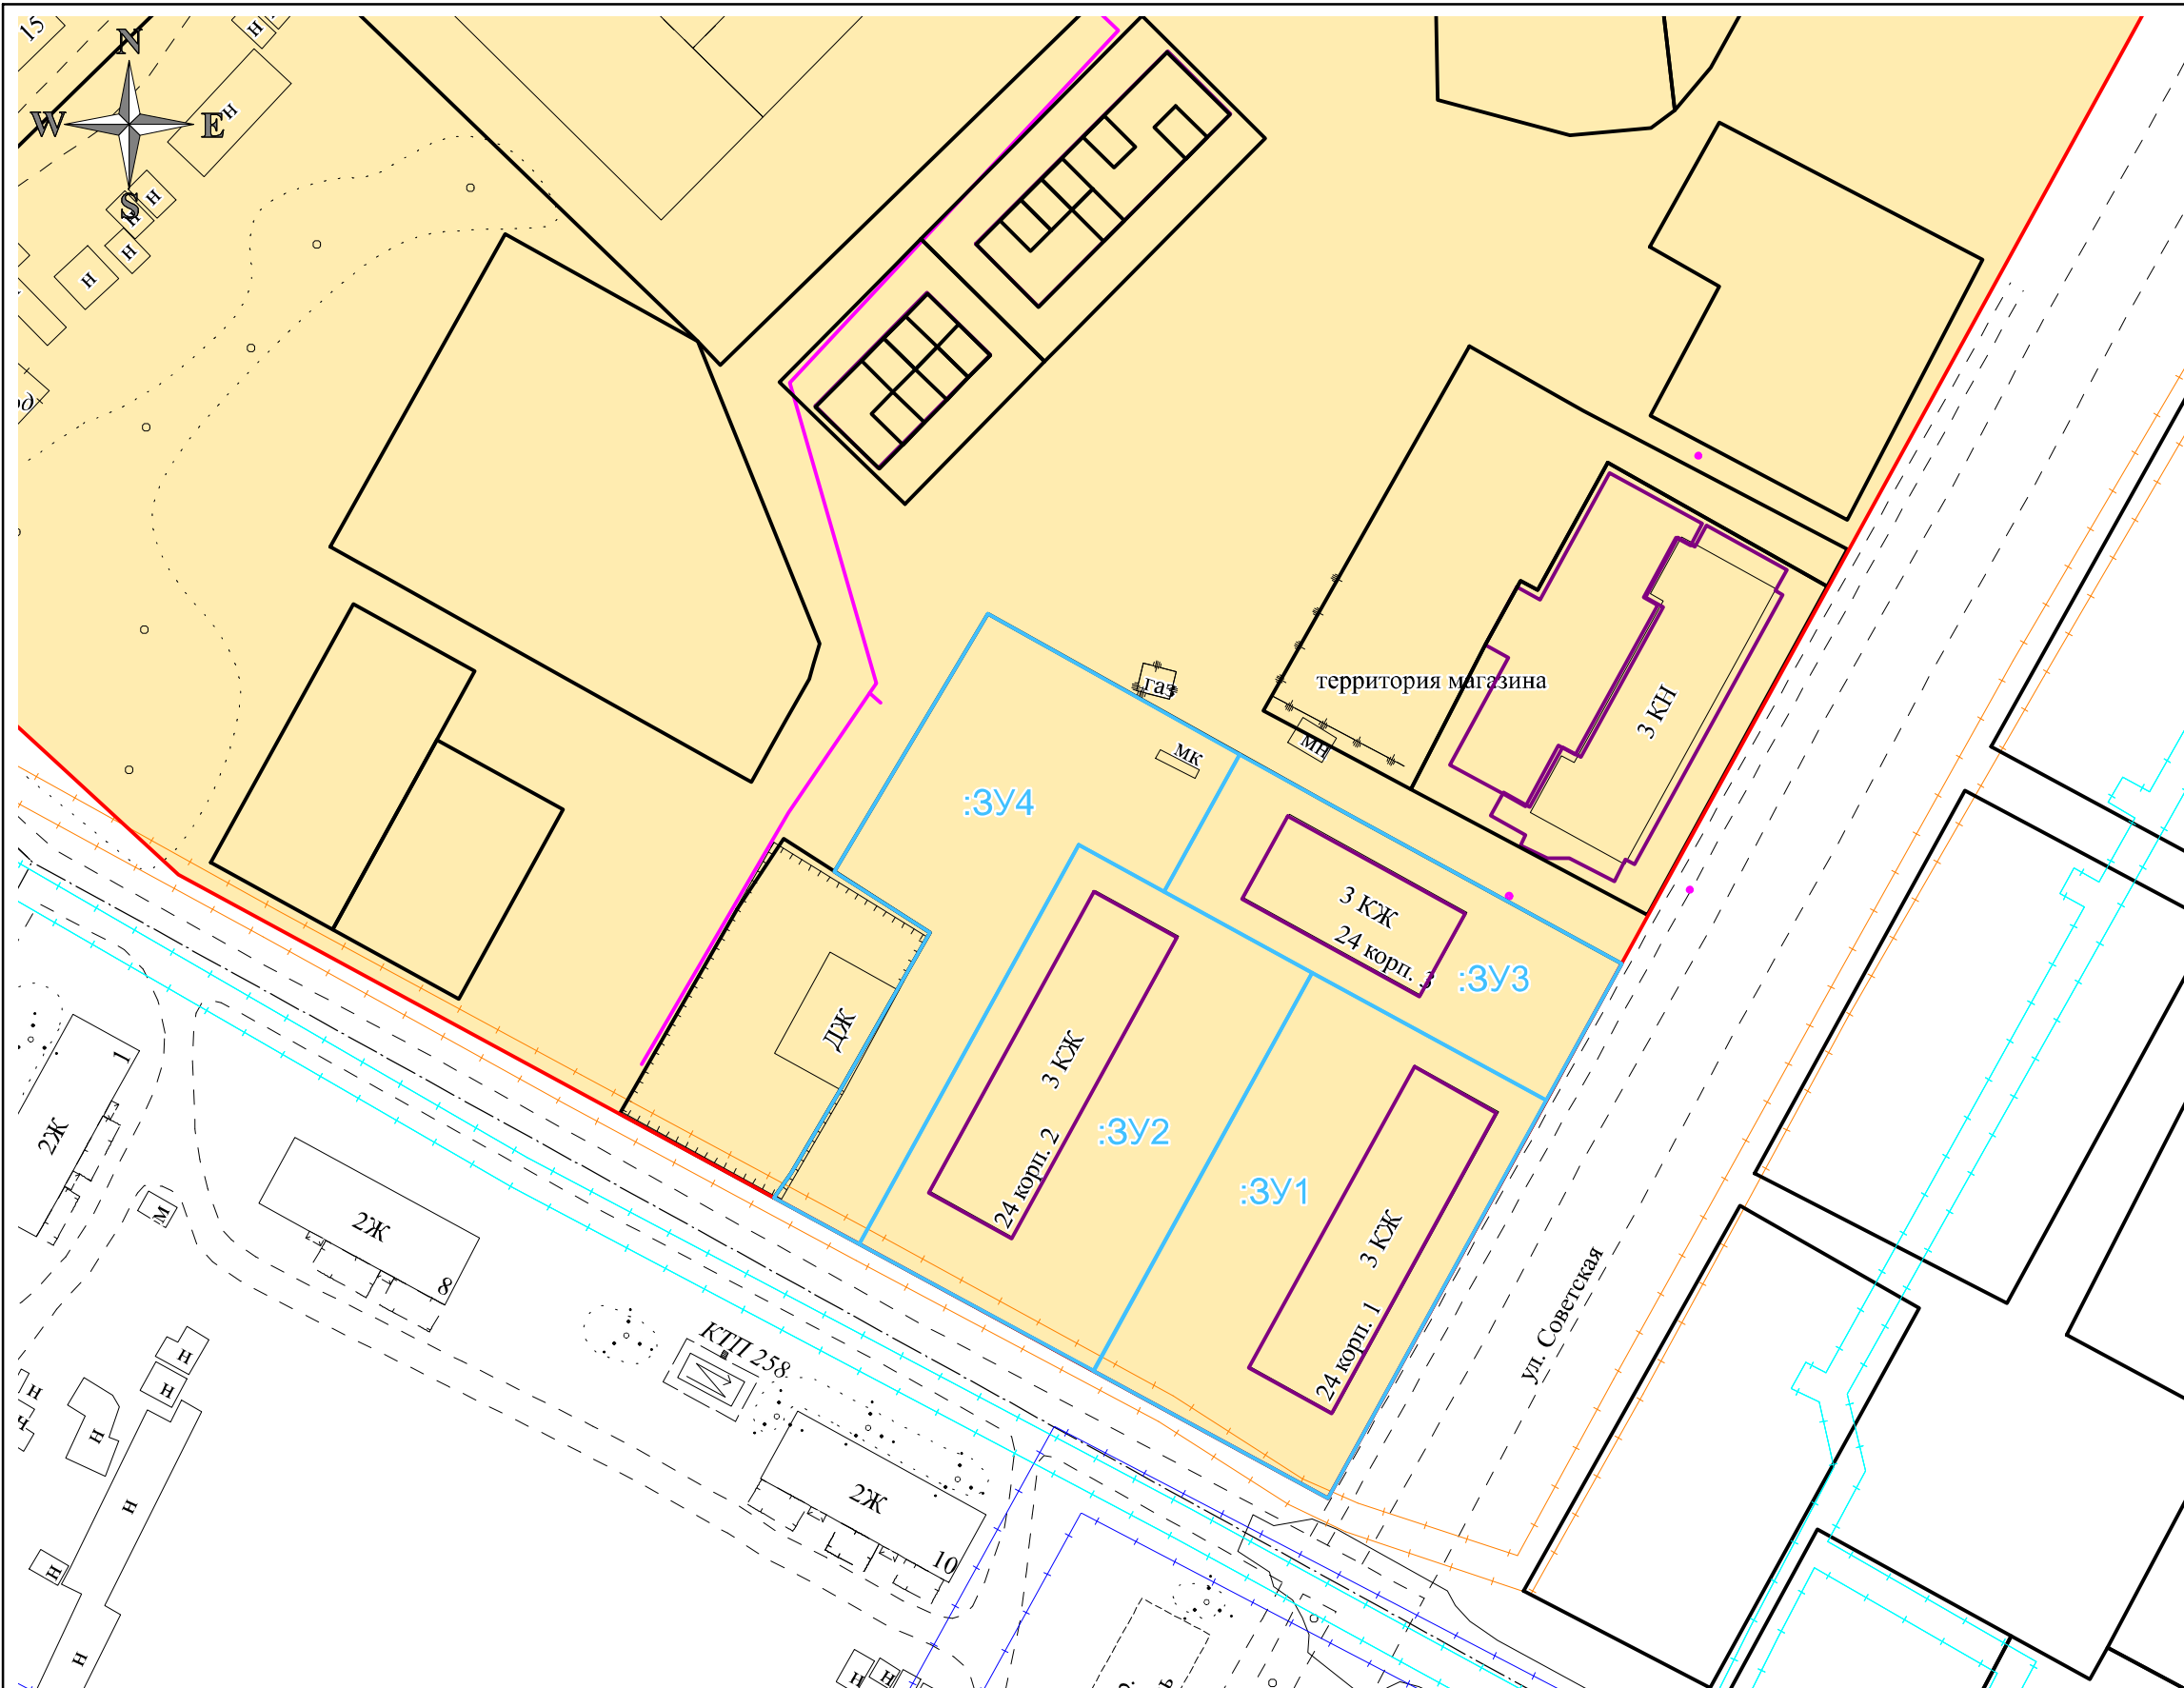 15
N
W
E
S
н
н
н
н
н
н
газ
территория магазина
мн
мк
3 КН
:ЗУ4
3 КЖ
24 корп. 3
:ЗУ3
ДЖ
3 КЖ
24 корп. 2
:ЗУ2
:ЗУ1
3 КЖ
24 корп. 1
ул. Советская
1
2Ж
м
2Ж
8
КТП 258
2Ж
10
н
н
н
н
н
н
н
н
н
н